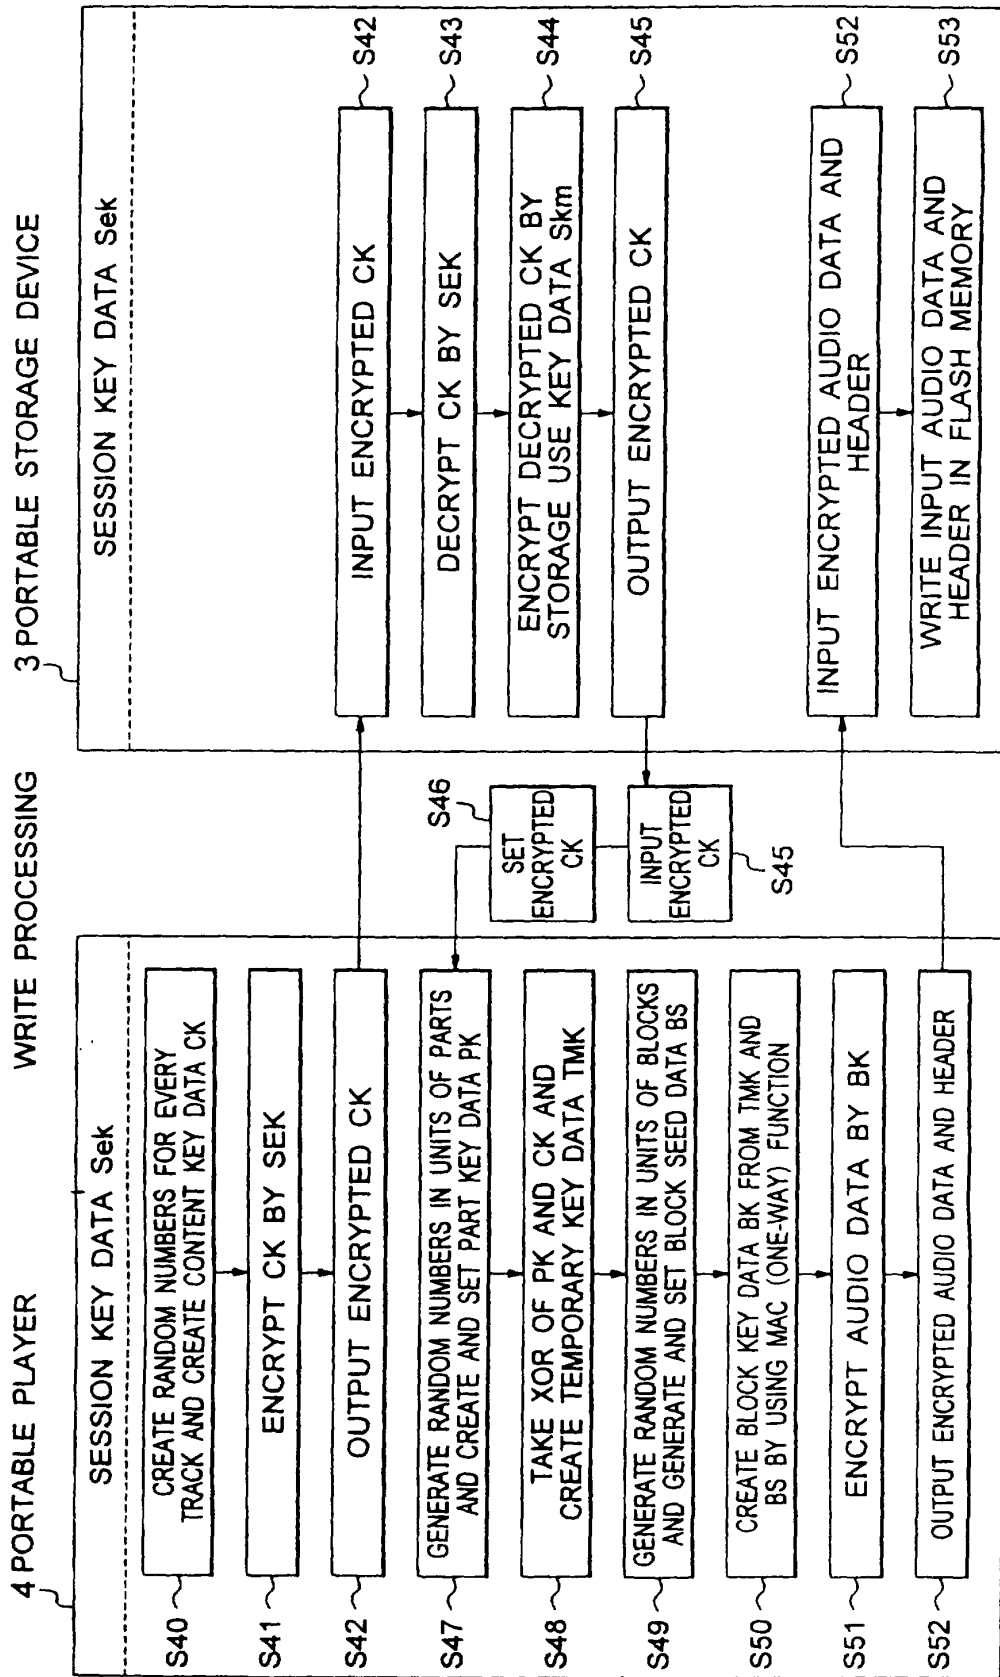 WRITE PROCESSING
4 PORTABLE PLAYER
SESSION KEY DATA Sek
S40
CREATE RANDOM NUMBERS FOR EVERY
TRACK AND CREATE CONTENT KEY DATA CK
S41
ENCRYPT CK BY SEK
S42
OUTPUT ENCRYPTED CK
S47
GENERATE RANDOM NUMBERS IN UNITS OF PARTS
AND CREATE AND SET PART KEY DATA PK
S48
TAKE XOR OF PK AND CK AND
CREATE TEMPORARY KEY DATA TMK
S49
GENERATE RANDOM NUMBERS IN UNITS OF BLOCKS
AND GENERATE AND SET BLOCK SEED DATA BS
S50
CREATE BLOCK KEY DATA BK FROM TMK AND
BS BY USING MAC (ONE-WAY) FUNCTION
S51
ENCRYPT AUDIO DATA BY BK
S52
OUTPUT ENCRYPTED AUDIO DATA AND HEADER
S46
SET
ENCRYPTED
CK
INPUT
ENCRYPTED
CK
S45
3 PORTABLE STORAGE DEVICE
SESSION KEY DATA Sek
INPUT ENCRYPTED CK
S42
DECRYPT CK BY SEK
S43
ENCRYPT DECRYPTED CK BY
STORAGE USE KEY DATA Skm
S44
OUTPUT ENCRYPTED CK
S45
INPUT ENCRYPTED AUDIO DATA AND
HEADER
S52
WRITE INPUT AUDIO DATA AND
HEADER IN FLASH MEMORY
S53